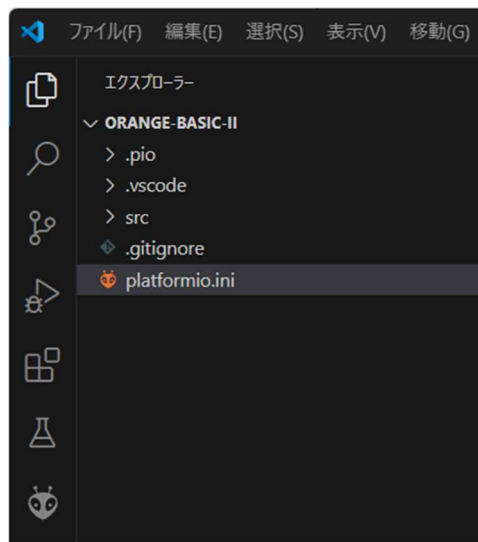 ファイル(F) 編集(E) 選択(S) 表示(V) 移動(G)
エクスプローラー
ORANGE-BASIC-II
.pio
.vscode
src
.gitignore
platformio.ini